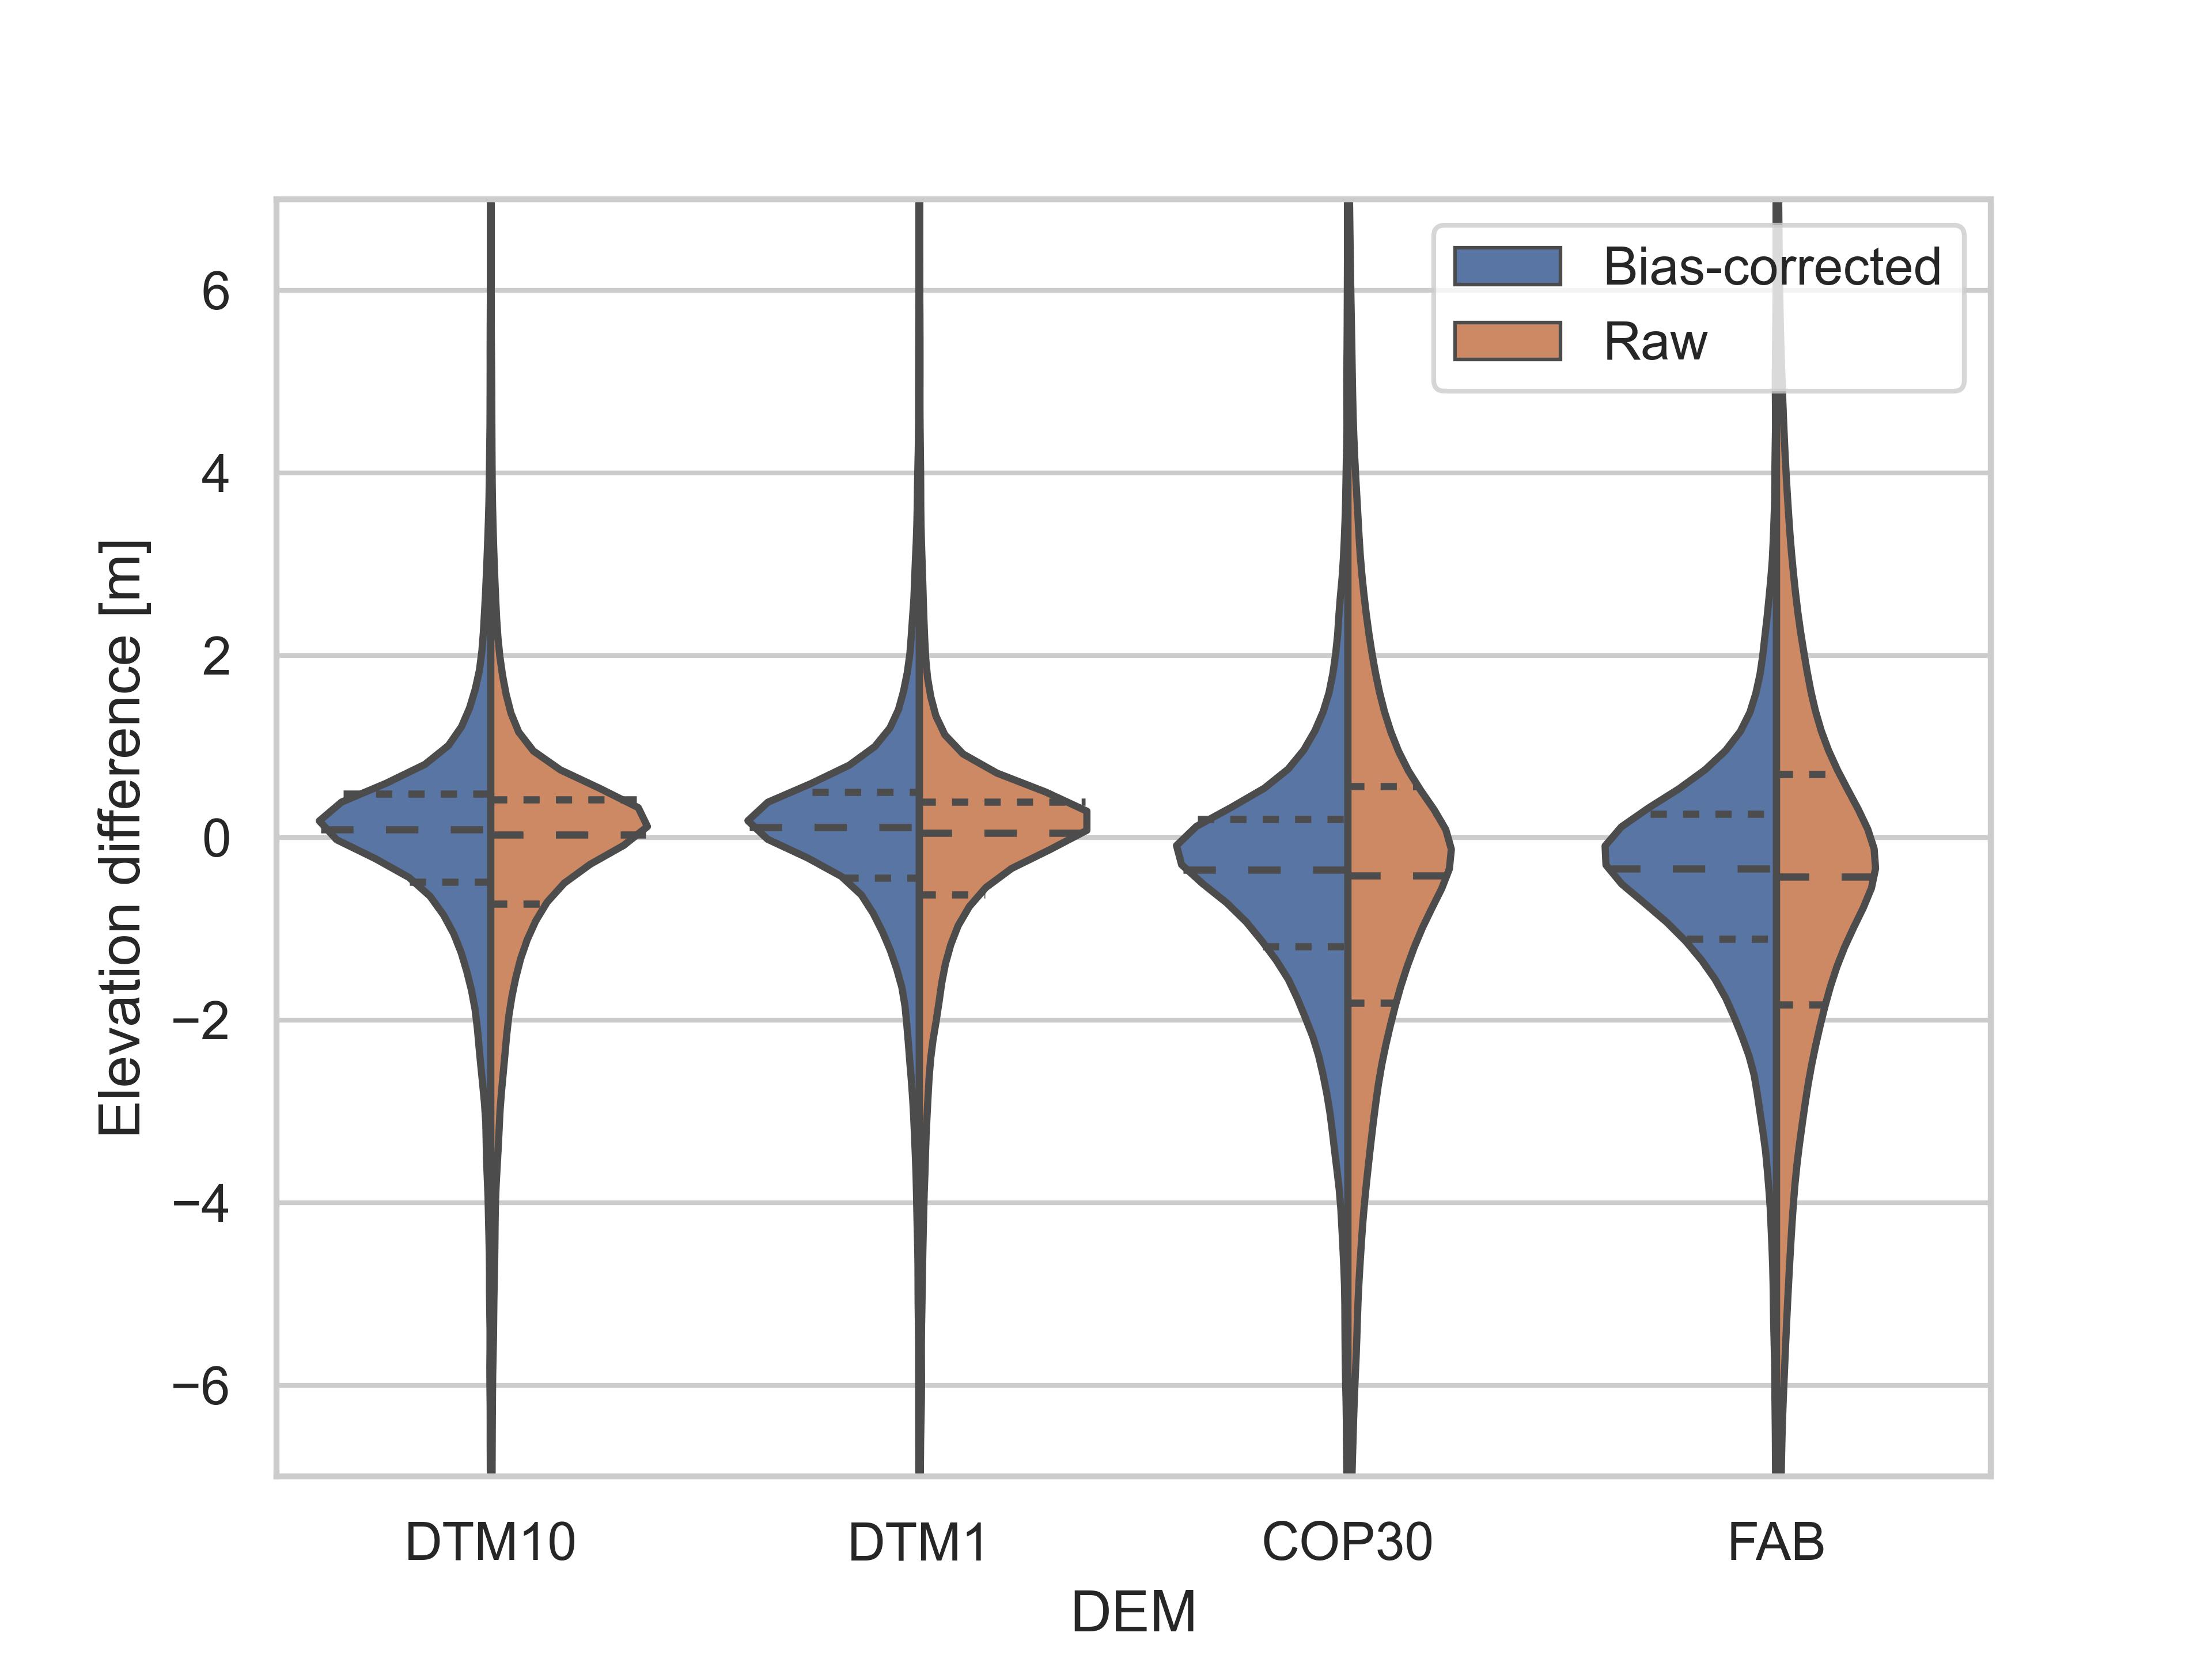 Bias-corrected
Raw
6
4
2
0
−2
−4
−6
Elevation difference [m]
DTM10
DTM1
COP30
FAB
DEM